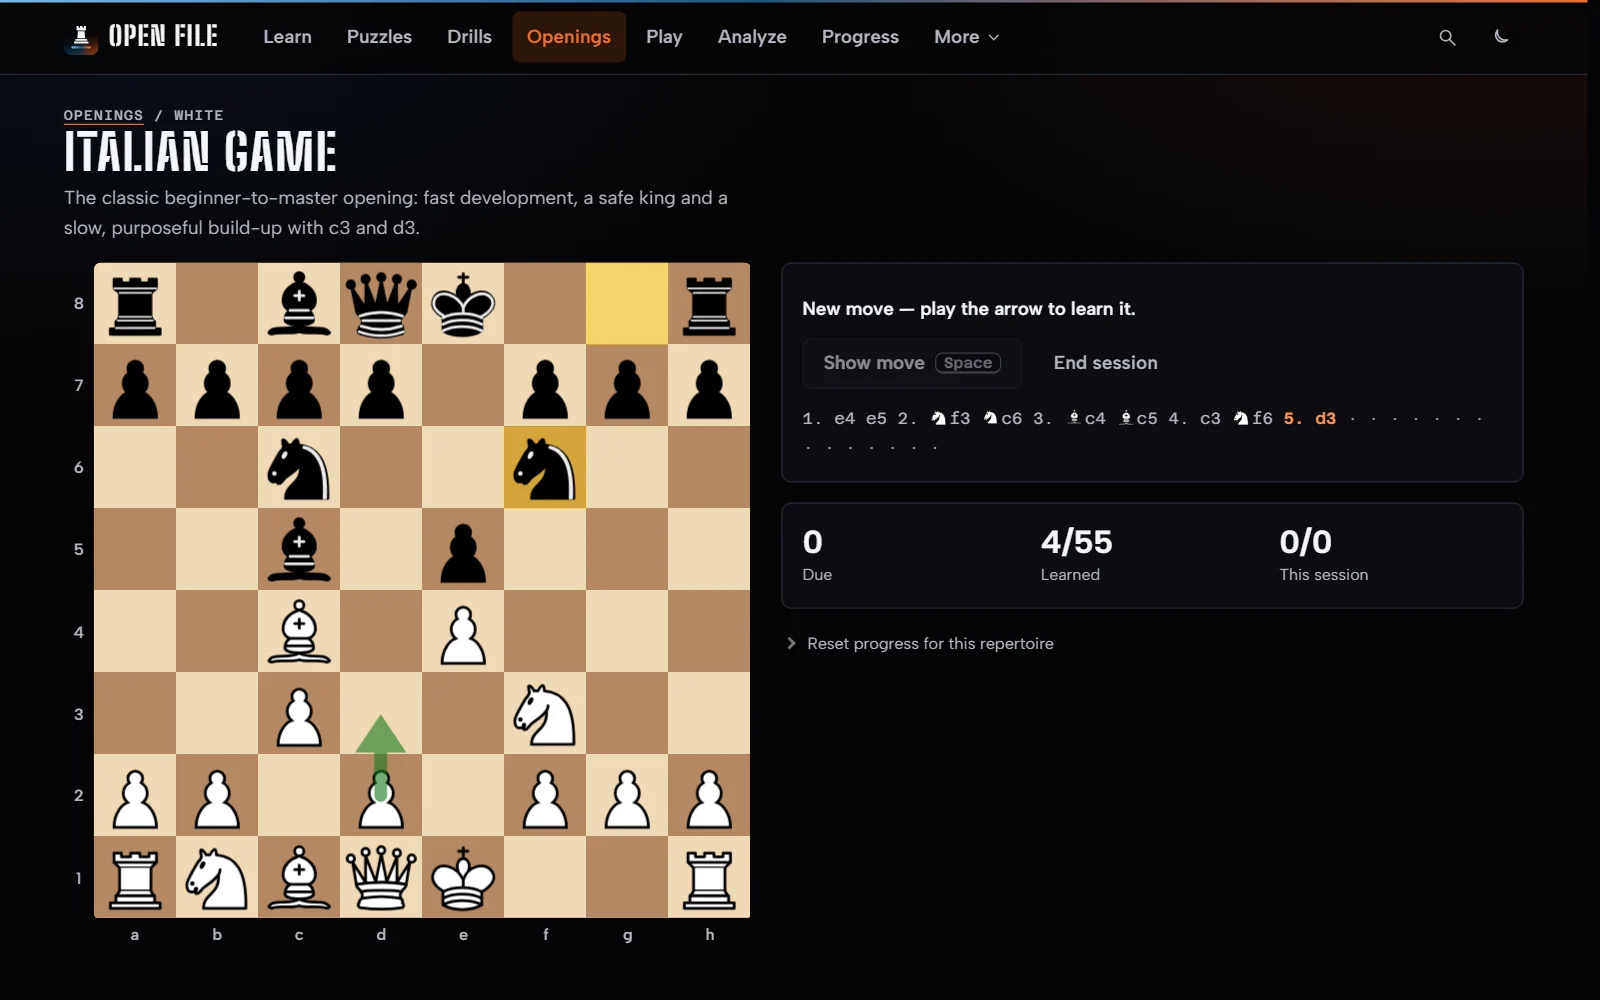 OPEN FILE Learn Puzzles Drills Openings Play Analyze Progress More
OPENINGS / WHITE
ITALIAN GAME
The classic beginner-to-master opening: fast development, a safe king and a
slow, purposeful build-up with c3 and d3.
8
7
6
5
4
3
2
1
a b c d e f g h
New move — play the arrow to learn it.
Show move Space End session
1. e4 e5 2. ♞f3 ♞c6 3. ♝c4 ♝c5 4. c3 ♞f6 5. d3 · · · · · · · ·
· · · · · · ·
0 4/55 0/0
Due Learned This session
Reset progress for this repertoire